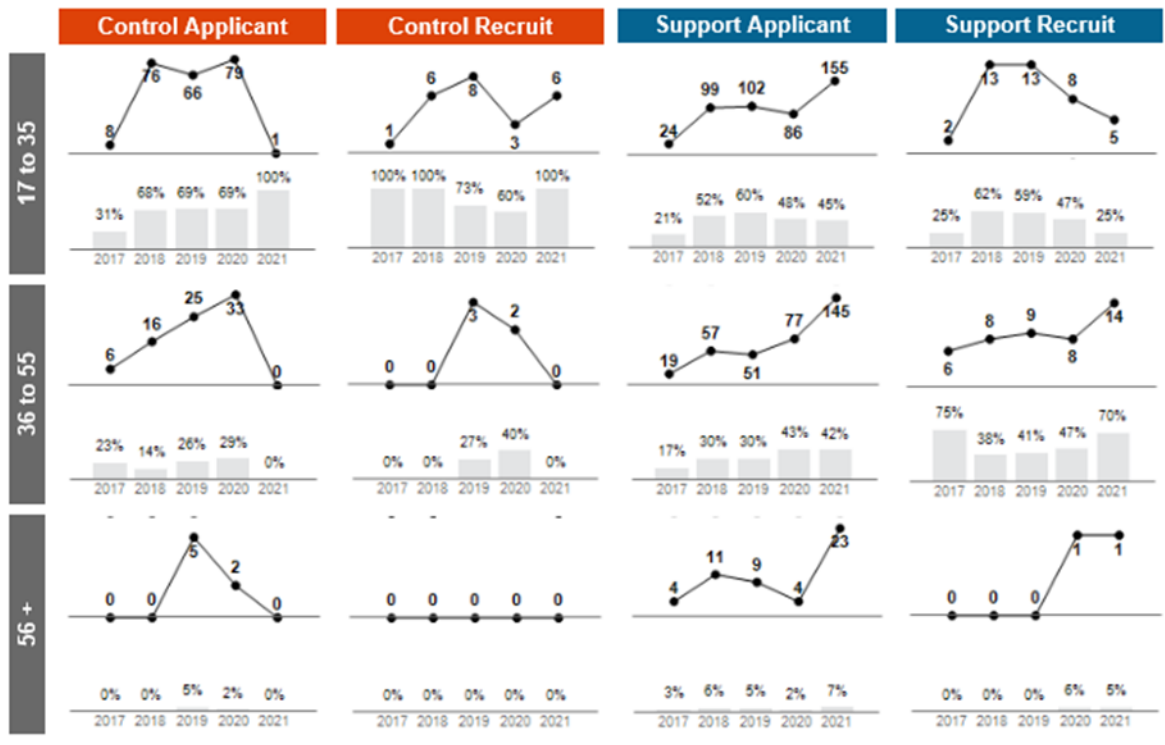 Control Applicant Control Recruit Support Applicant Support Recruit
17 to 35
8 76 66 79 1
31% 68% 69% 69% 100%
2017 2018 2019 2020 2021
1 6 8 3 6
100% 100% 73% 60% 100%
2017 2018 2019 2020 2021
24 99 102 86 155
21% 52% 60% 48% 45%
2017 2018 2019 2020 2021
2 13 13 8 5
25% 62% 59% 47% 25%
2017 2018 2019 2020 2021
36 to 55
6 16 25 33 0
23% 14% 26% 29% 0%
2017 2018 2019 2020 2021
0 0 3 2 0
0% 0% 27% 40% 0%
2017 2018 2019 2020 2021
19 57 51 77 145
17% 30% 30% 43% 42%
2017 2018 2019 2020 2021
6 8 9 8 14
75% 38% 41% 47% 70%
2017 2018 2019 2020 2021
56 +
0 0 5 2 0
0% 0% 5% 2% 0%
2017 2018 2019 2020 2021
0 0 0 0 0
0% 0% 0% 0% 0%
2017 2018 2019 2020 2021
4 11 9 4 23
3% 6% 5% 2% 7%
2017 2018 2019 2020 2021
0 0 0 1 1
0% 0% 0% 6% 5%
2017 2018 2019 2020 2021